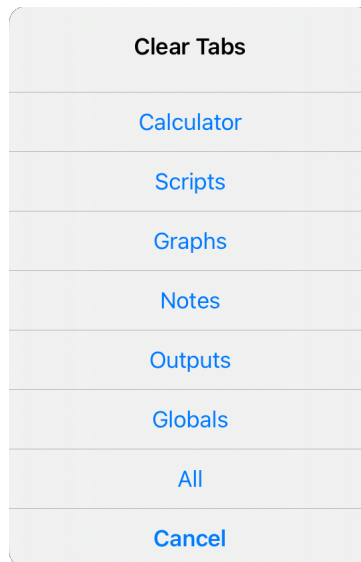 Clear Tabs
Calculator
Scripts
Graphs
Notes
Outputs
Globals
All
Cancel